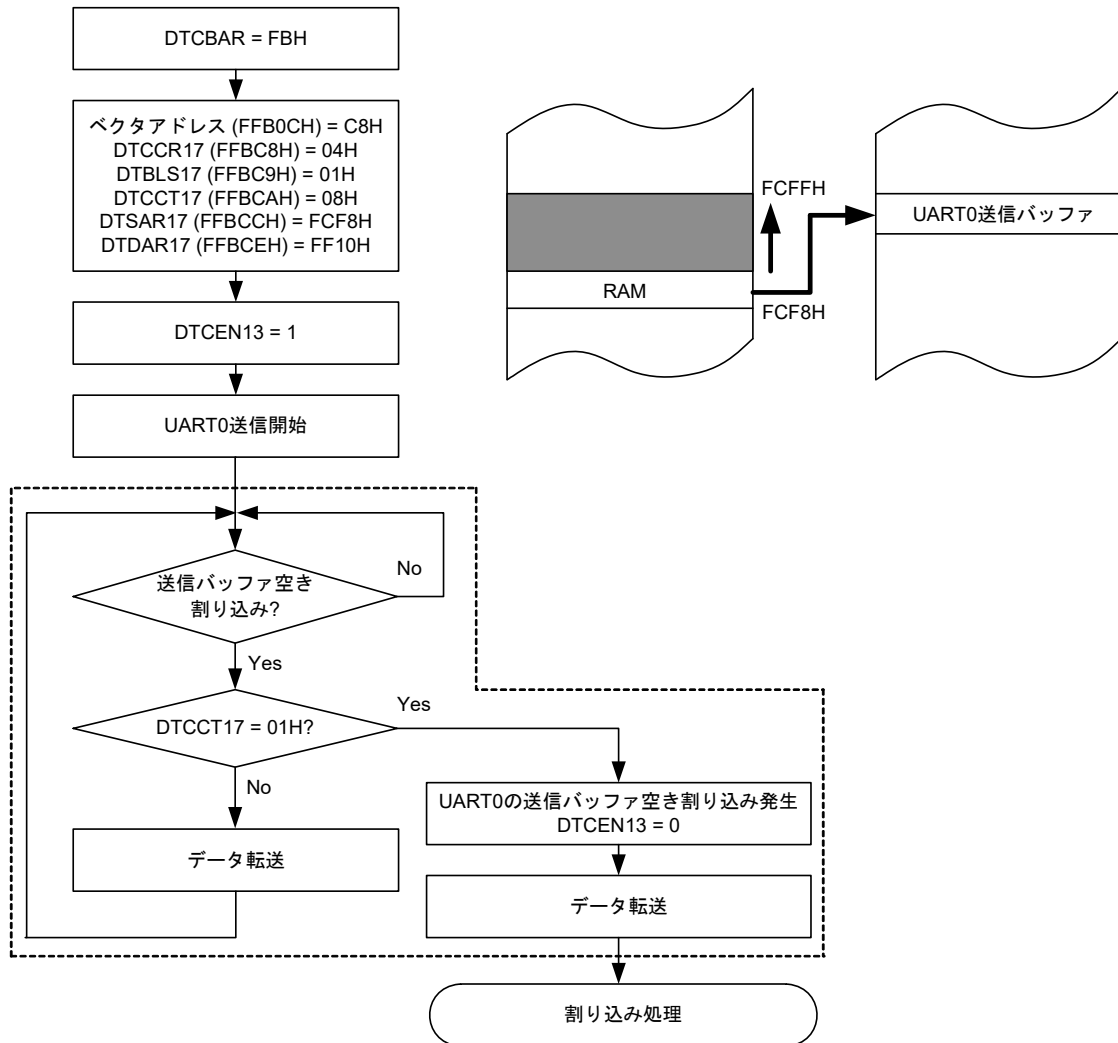 DTCBAR = FBH
ベクタアドレス (FFB0CH) = C8H
DTCCR17 (FFBC8H) = 04H
DTBLS17 (FFBC9H) = 01H
DTCCT17 (FFBCAH) = 08H
DTSAR17 (FFBCCH) = FCF8H
DTDAR17 (FFBCEH) = FF10H
DTCEN13 = 1
UART0送信開始
送信バッファ空き
割り込み?
No
Yes
DTCCT17 = 01H?
Yes
No
データ転送
UART0の送信バッファ空き割り込み発生
DTCEN13 = 0
データ転送
割り込み処理
FCFFH
RAM
FCF8H
UART0送信バッファ